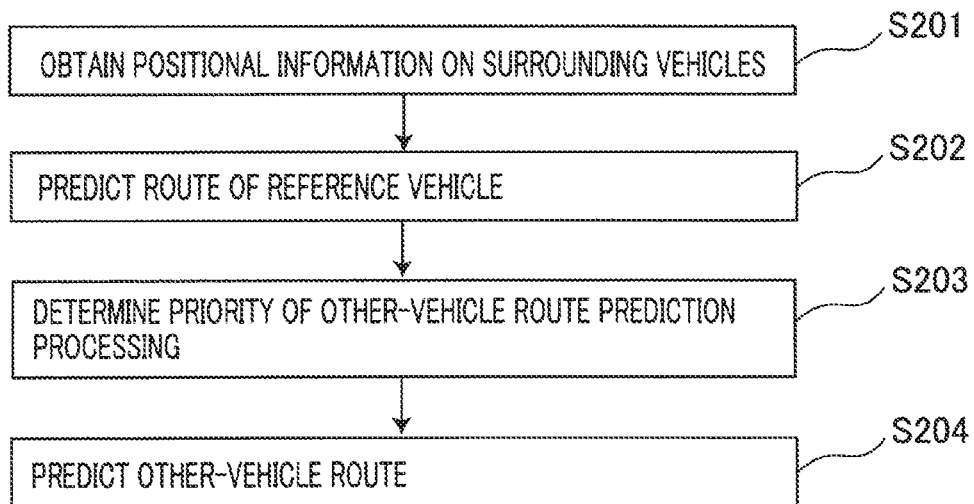 S201
OBTAIN POSITIONAL INFORMATION ON SURROUNDING VEHICLES
S202
PREDICT ROUTE OF REFERENCE VEHICLE
S203
DETERMINE PRIORITY OF OTHER-VEHICLE ROUTE PREDICTION
PROCESSING
S204
PREDICT OTHER-VEHICLE ROUTE